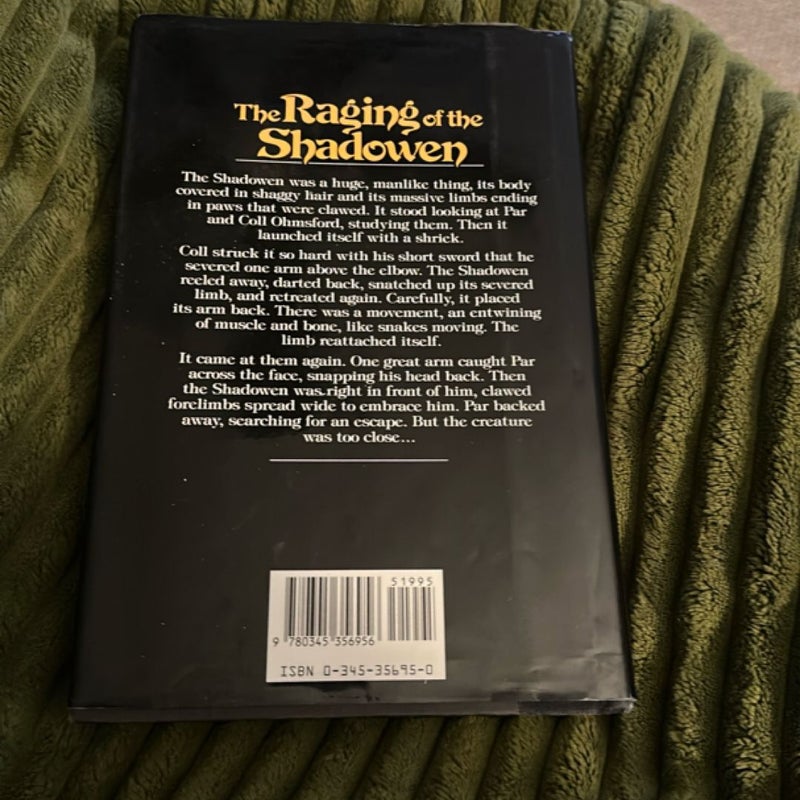 The Raging of the
Shadowen
The Shadowen was a huge, manlike thing, its body
covered in shaggy hair and its massive limbs ending
in paws that were clawed. It stood looking at Par
and Coll Ohmsford, studying them. Then it
launched itself with a shriek.
Coll struck it so hard with his short sword that he
severed one arm above the elbow. The Shadowen
reeled away, darted back, snatched up its severed
limb, and retreated again. Carefully, it placed
its arm back. There was a movement, an entwining
of muscle and bone, like snakes moving. The
limb reattached itself.
It came at them again. One great arm caught Par
across the face, snapping his head back. Then
the Shadowen was right in front of him, clawed
forelimbs spread wide to embrace him. Par backed
away, searching for an escape. But the creature
was too close...
51995
9 780345 356956
ISBN 0-345-35695-0